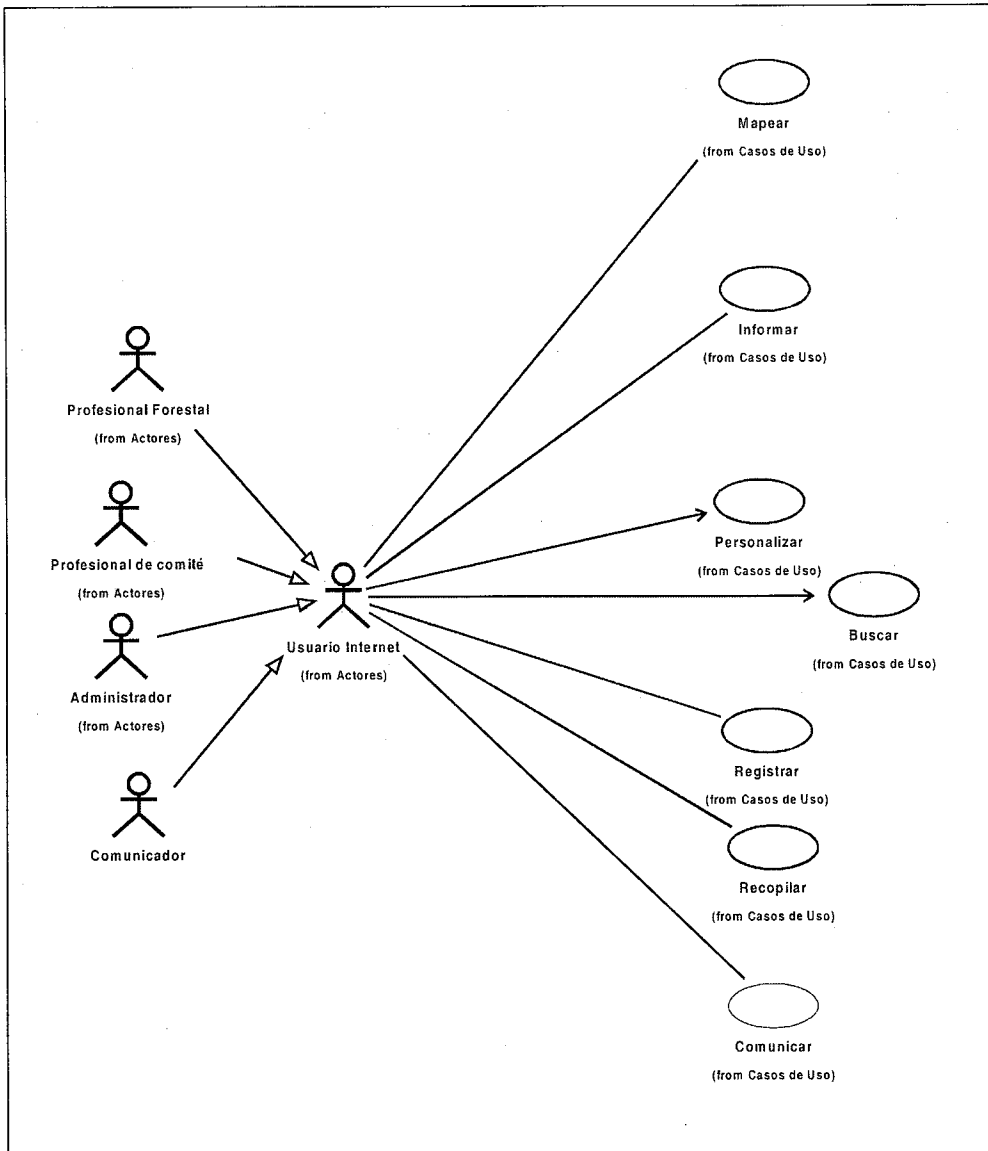 Mapear
(from Casos de Uso)
Informar
(from Casos de Uso)
Profesional Forestal
(from Actores)
Profesional de comité
(from Actores)
Personalizar
(from Casos de Uso)
Usuario Internet
(from Actores)
Buscar
(from Casos de Uso)
Administrador
(from Actores)
Registrar
(from Casos de Uso)
Comunicador
Recopilar
(from Casos de Uso)
Comunicar
(from Casos de Uso)